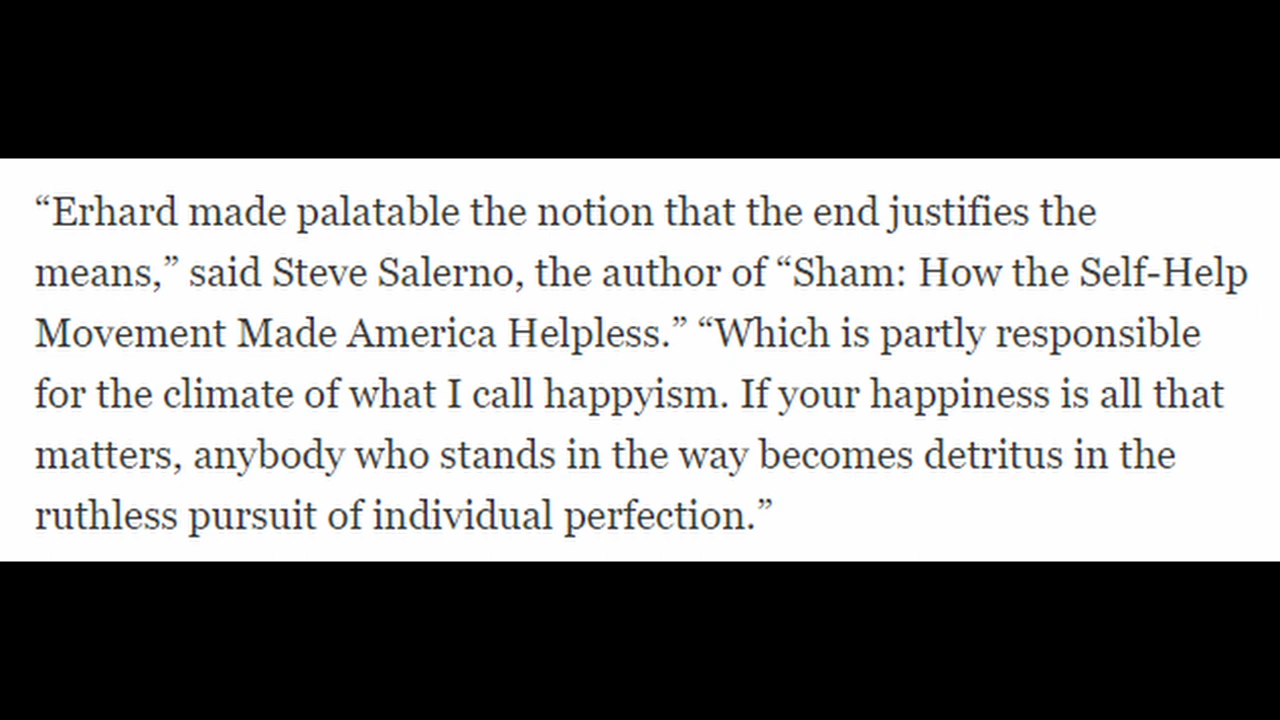 “Erhard made palatable the notion that the end justifies the
means,” said Steve Salerno, the author of “Sham: How the Self-Help
Movement Made America Helpless.” “Which is partly responsible
for the climate of what I call happyism. If your happiness is all that
matters, anybody who stands in the way becomes detritus in the
ruthless pursuit of individual perfection.”